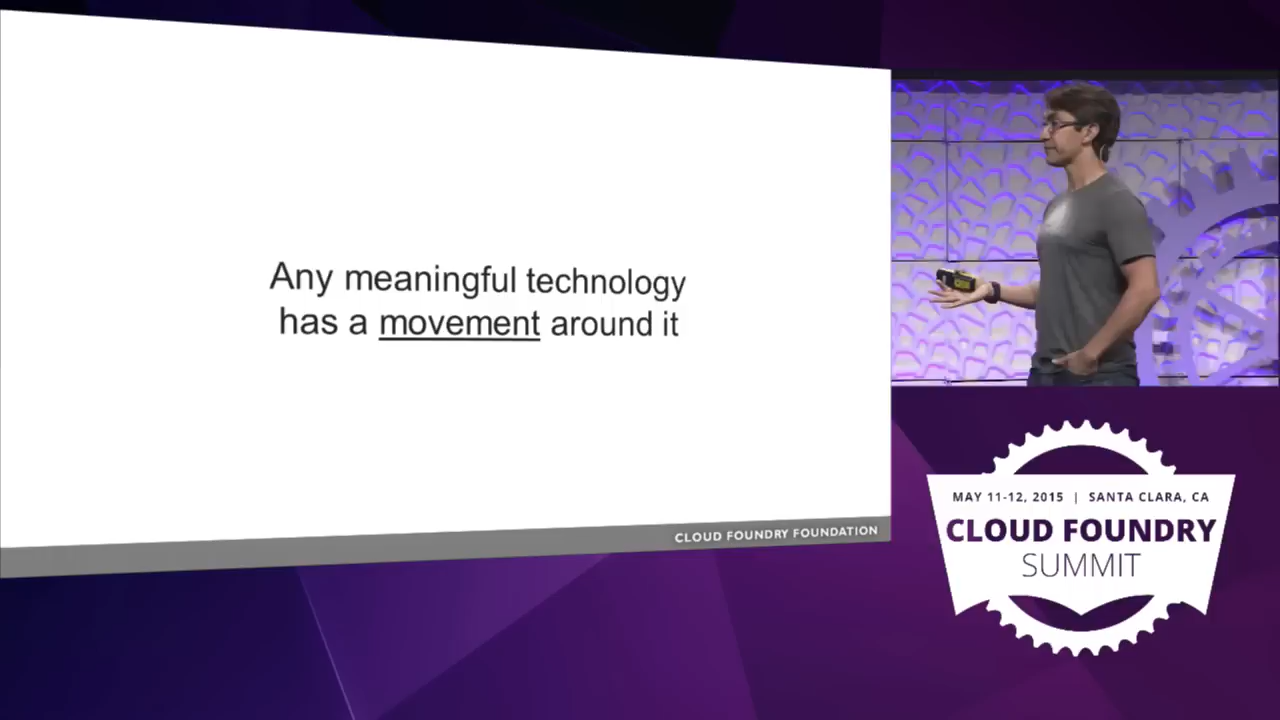 Any meaningful technology
has a movement around it
CLOUD FOUNDRY FOUNDATION
MAY 11-12, 2015 | SANTA CLARA, CA
CLOUD FOUNDRY
SUMMIT